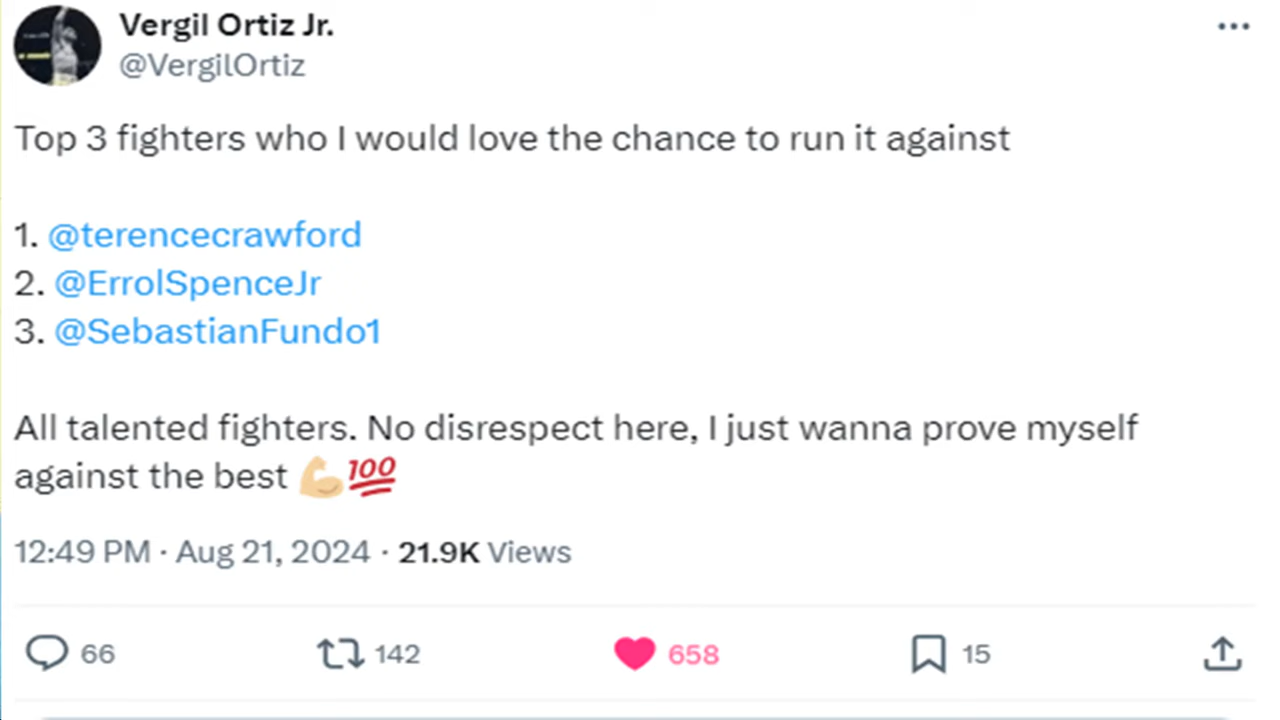 Vergil Ortiz Jr.
@VergilOrtiz
Top 3 fighters who I would love the chance to run it against
1. @terencecrawford
2. @ErrolSpenceJr
3. @SebastianFundo1
All talented fighters. No disrespect here, I just wanna prove myself
against the best 💪🏼💯
12:49 PM · Aug 21, 2024 · 21.9K Views
66 142 658 15